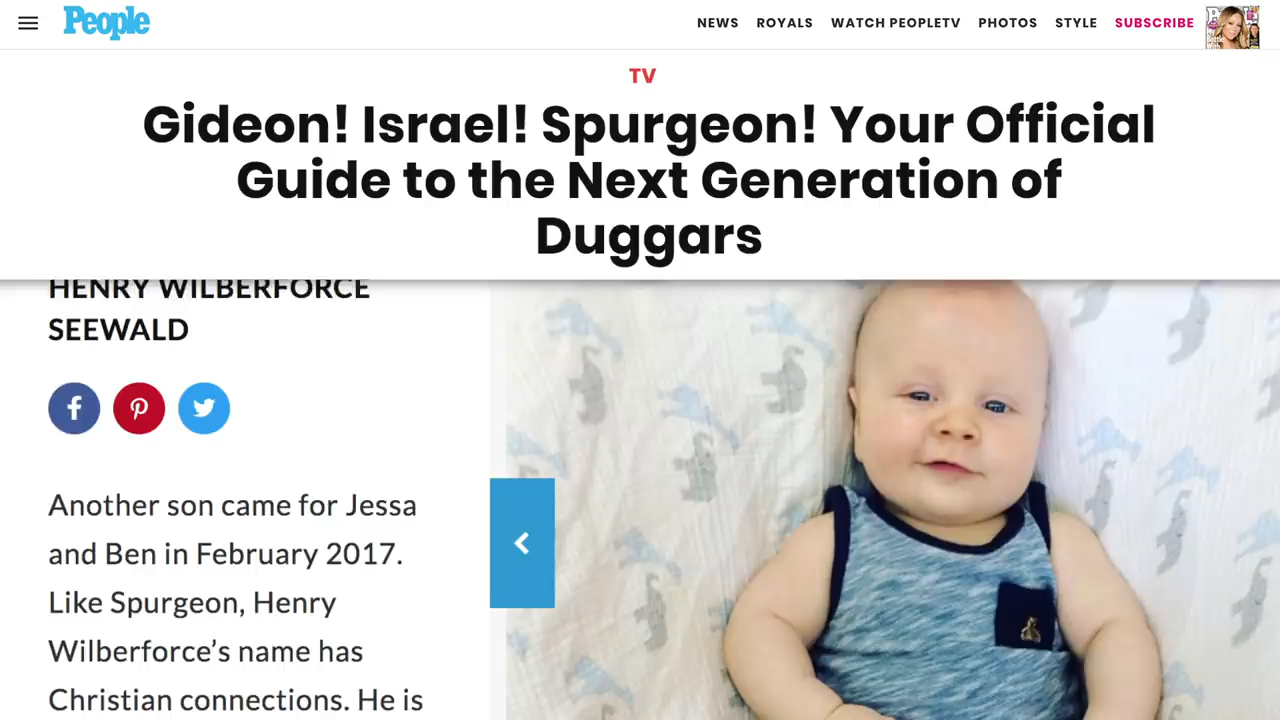 People
NEWS ROYALS WATCH PEOPLETV PHOTOS STYLE SUBSCRIBE
TV
Gideon! Israel! Spurgeon! Your Official
Guide to the Next Generation of
Duggars
HENRY WILBERFORCE
SEEWALD
Another son came for Jessa
and Ben in February 2017.
Like Spurgeon, Henry
Wilberforce’s name has
Christian connections. He is